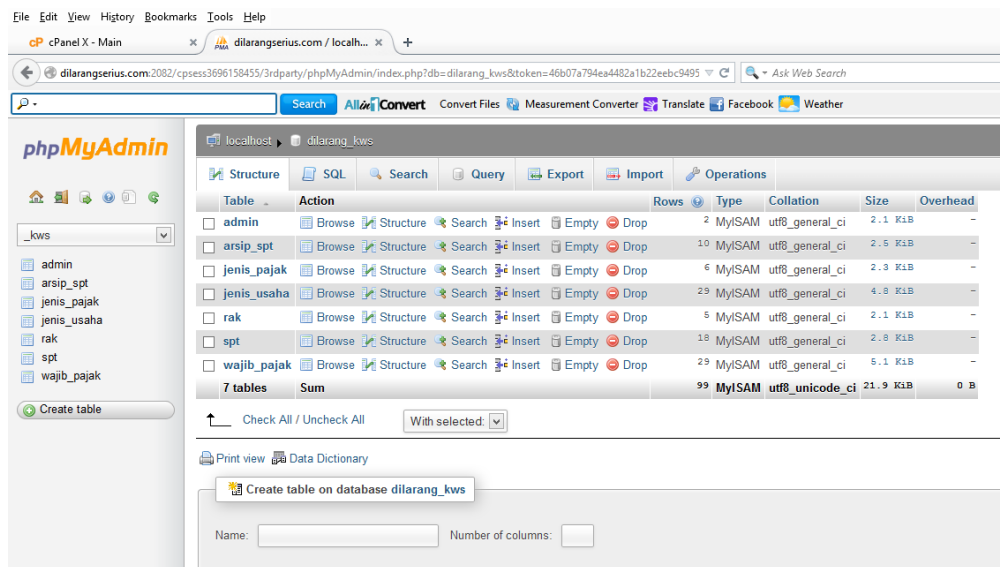 File Edit View History Bookmarks Tools Help
cP cPanel X - Main × PMA dilarangserius.com / localh... × +
dilarangserius.com:2082/cpsess3696158455/3rdparty/phpMyAdmin/index.php?db=dilarang_kws&token=46b07a794ea4482a1b22eebc9495 Ask Web Search
Search AllinConvert Convert Files Measurement Converter Translate Facebook Weather
phpMyAdmin
_kws
admin
arsip_spt
jenis_pajak
jenis_usaha
rak
spt
wajib_pajak
Create table
localhost dilarang_kws
Structure SQL Search Query Export Import Operations
Table Action Rows Type Collation Size Overhead
admin Browse Structure Search Insert Empty Drop 2 MyISAM utf8_general_ci 2.1 KiB -
arsip_spt Browse Structure Search Insert Empty Drop 10 MyISAM utf8_general_ci 2.5 KiB -
jenis_pajak Browse Structure Search Insert Empty Drop 6 MyISAM utf8_general_ci 2.3 KiB -
jenis_usaha Browse Structure Search Insert Empty Drop 29 MyISAM utf8_general_ci 4.8 KiB -
rak Browse Structure Search Insert Empty Drop 5 MyISAM utf8_general_ci 2.1 KiB -
spt Browse Structure Search Insert Empty Drop 18 MyISAM utf8_general_ci 2.8 KiB -
wajib_pajak Browse Structure Search Insert Empty Drop 29 MyISAM utf8_general_ci 5.1 KiB -
7 tables Sum 99 MyISAM utf8_unicode_ci 21.9 KiB 0 B
Check All / Uncheck All With selected:
Print view Data Dictionary
Create table on database dilarang_kws
Name: Number of columns: